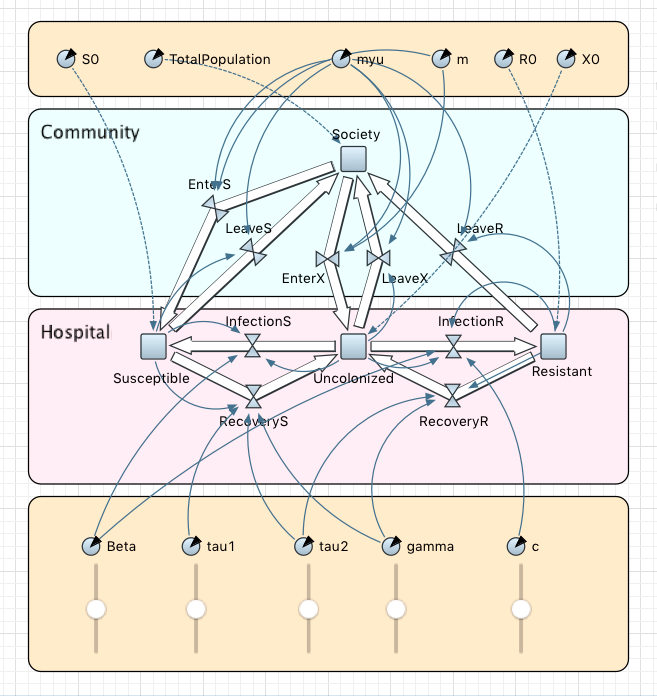 S0
TotalPopulation
myu
m
R0
X0
Community
Society
EnterS
LeaveS
LeaveR
EnterX
LeaveX
Hospital
InfectionS
InfectionR
Susceptible
Uncolonized
Resistant
RecoveryS
RecoveryR
Beta
tau1
tau2
gamma
c